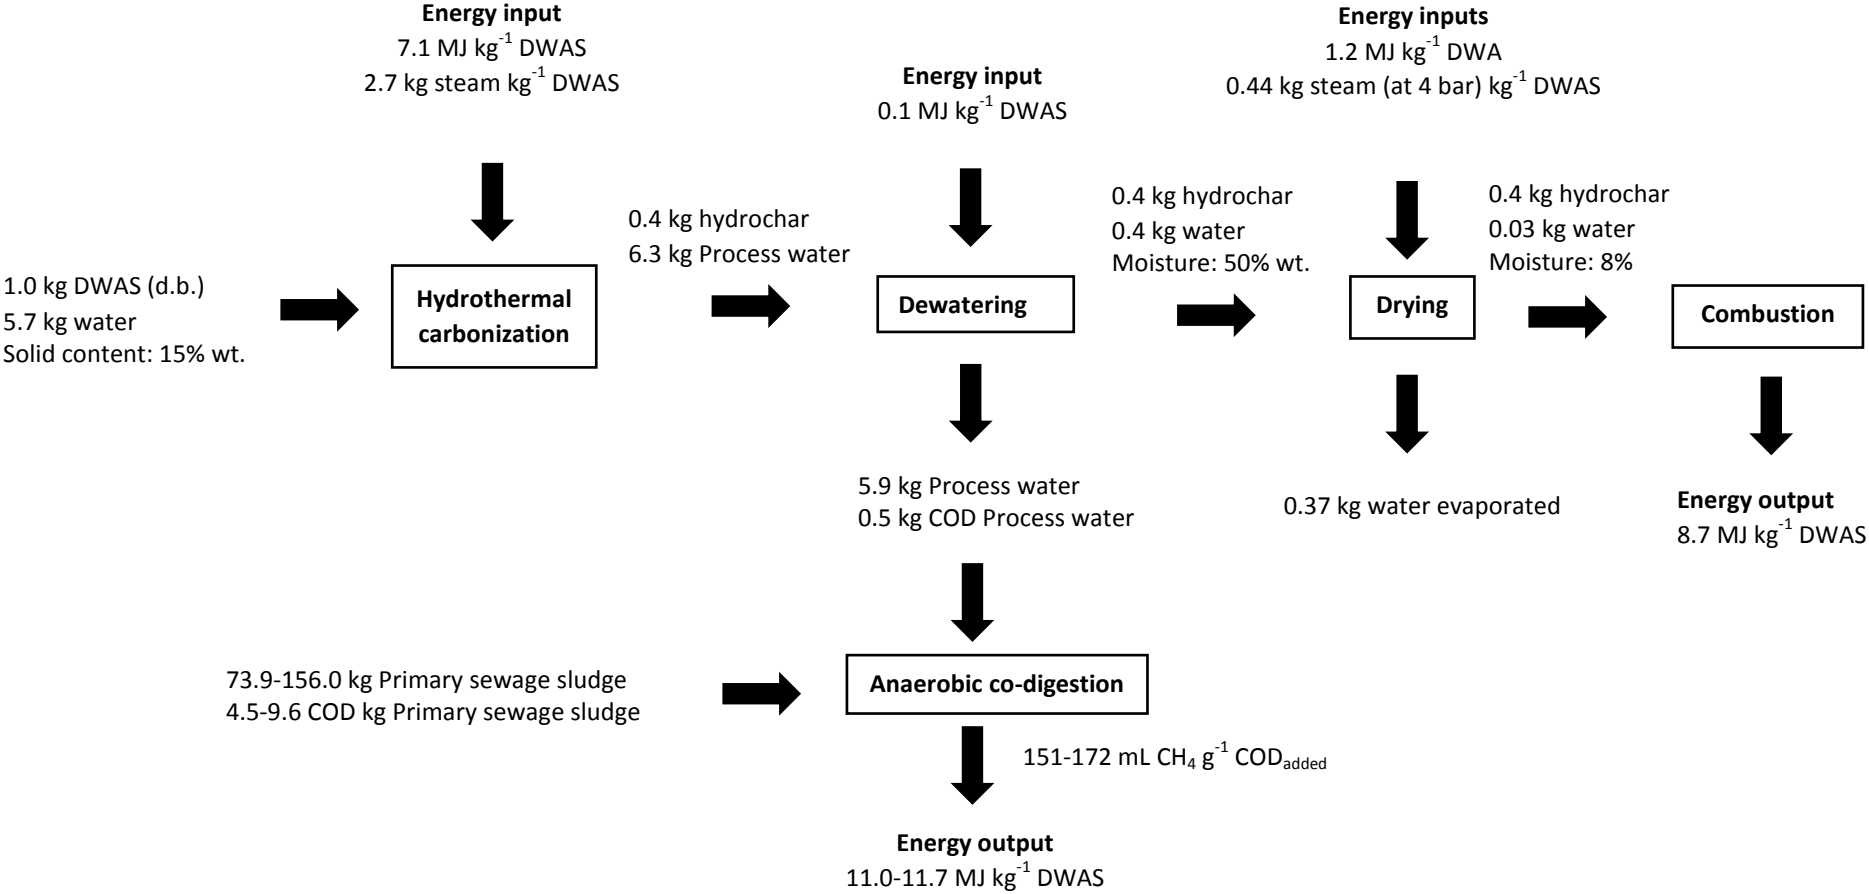 Energy input
7.1 MJ kg⁻¹ DWAS
2.7 kg steam kg⁻¹ DWAS
Energy input
0.1 MJ kg⁻¹ DWAS
Energy inputs
1.2 MJ kg⁻¹ DWA
0.44 kg steam (at 4 bar) kg⁻¹ DWAS
1.0 kg DWAS (d.b.)
5.7 kg water
Solid content: 15% wt.
Hydrothermal
carbonization
0.4 kg hydrochar
6.3 kg Process water
Dewatering
0.4 kg hydrochar
0.4 kg water
Moisture: 50% wt.
Drying
0.4 kg hydrochar
0.03 kg water
Moisture: 8%
Combustion
5.9 kg Process water
0.5 kg COD Process water
0.37 kg water evaporated
Energy output
8.7 MJ kg⁻¹ DWAS
73.9-156.0 kg Primary sewage sludge
4.5-9.6 COD kg Primary sewage sludge
Anaerobic co-digestion
151-172 mL CH₄ g⁻¹ COD_added
Energy output
11.0-11.7 MJ kg⁻¹ DWAS